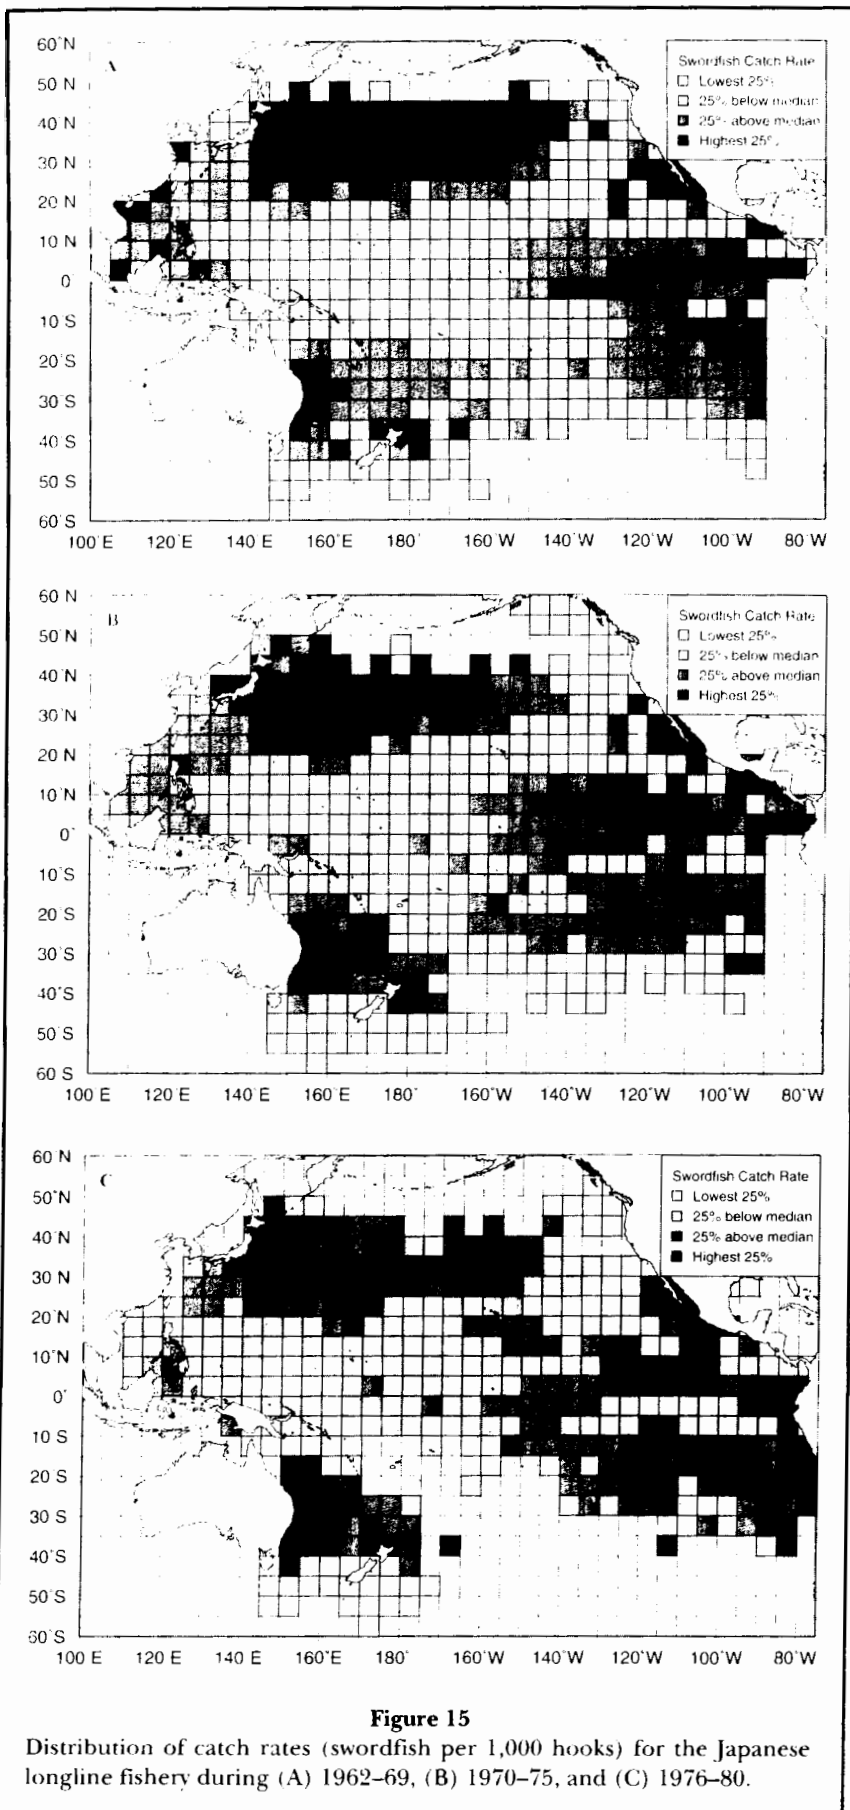 A
60°N
50 N
40 N
30 N
20 N
10 N
0°
10 S
20°S
30 S
40 S
50 S
60°S
100°E 120°E 140 E 160°E 180° 160 W 140°W 120°W 100°W 80°W
Swordfish Catch Rate
Lowest 25%
25% below median
25% above median
Highest 25%
B
60 N
50°N
40°N
30°N
20 N
10°N
0°
10°S
20°S
30°S
40°S
50°S
60 S
100 E 120 E 140°E 160°E 180° 160°W 140°W 120°W 100°W 80°W
Swordfish Catch Rate
Lowest 25%
25% below median
25% above median
Highest 25%
C
60 N
50°N
40°N
30 N
20°N
10°N
0°
10 S
20°S
30°S
40°S
50°S
60°S
100 E 120 E 140 E 160°E 180° 160°W 140°W 120°W 100°W 80°W
Swordfish Catch Rate
Lowest 25%
25% below median
25% above median
Highest 25%
Figure 15
Distribution of catch rates (swordfish per 1,000 hooks) for the Japanese
longline fishery during (A) 1962–69, (B) 1970–75, and (C) 1976–80.